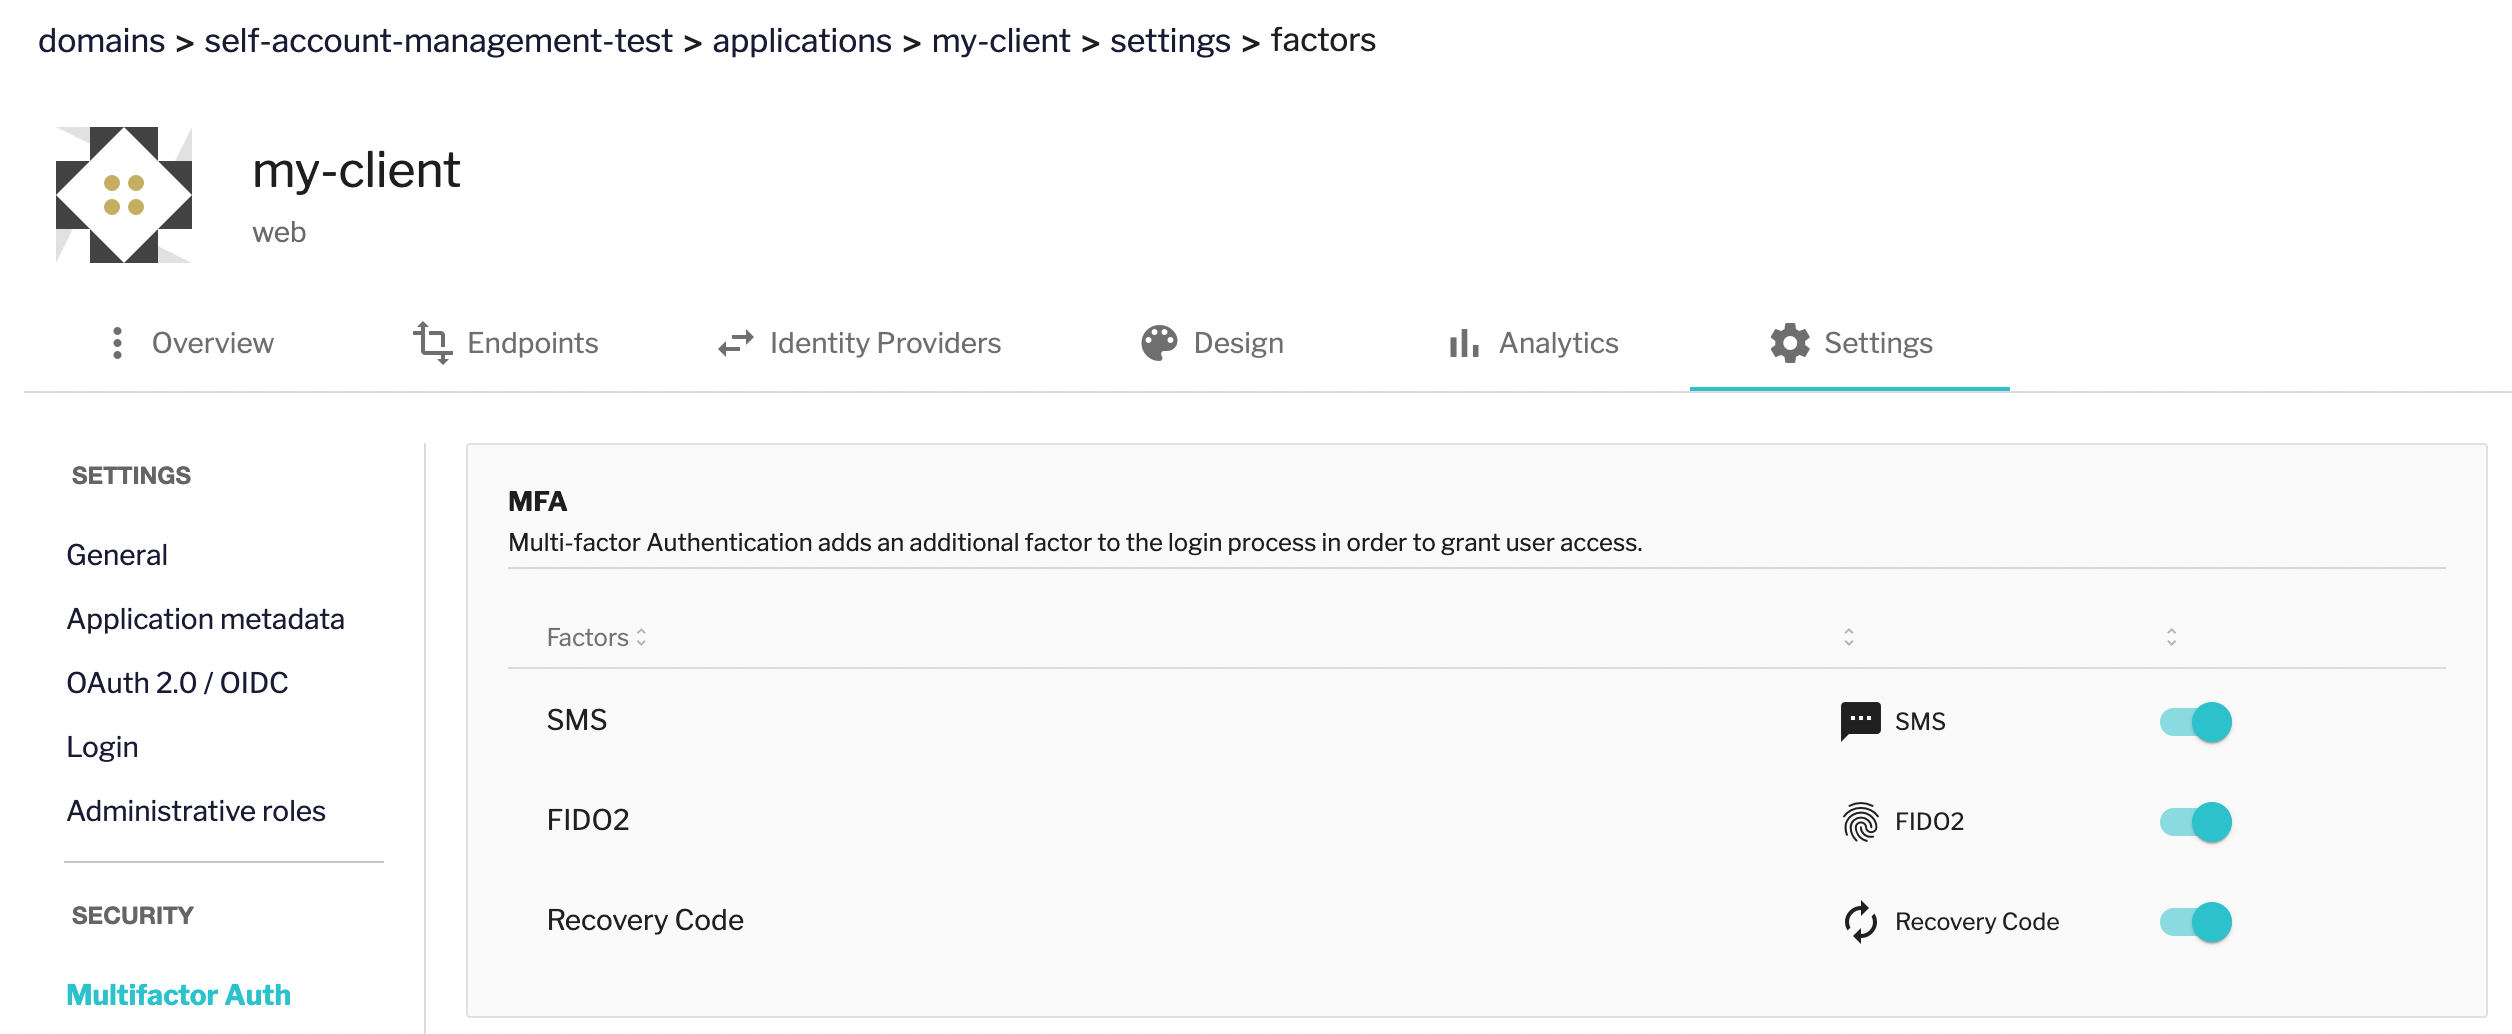 domains > self-account-management-test > applications > my-client > settings > factors
my-client
web
Overview
Endpoints
Identity Providers
Design
Analytics
Settings
SETTINGS
General
Application metadata
OAuth 2.0 / OIDC
Login
Administrative roles
SECURITY
Multifactor Auth
MFA
Multi-factor Authentication adds an additional factor to the login process in order to grant user access.
Factors
SMS SMS
FIDO2 FIDO2
Recovery Code Recovery Code